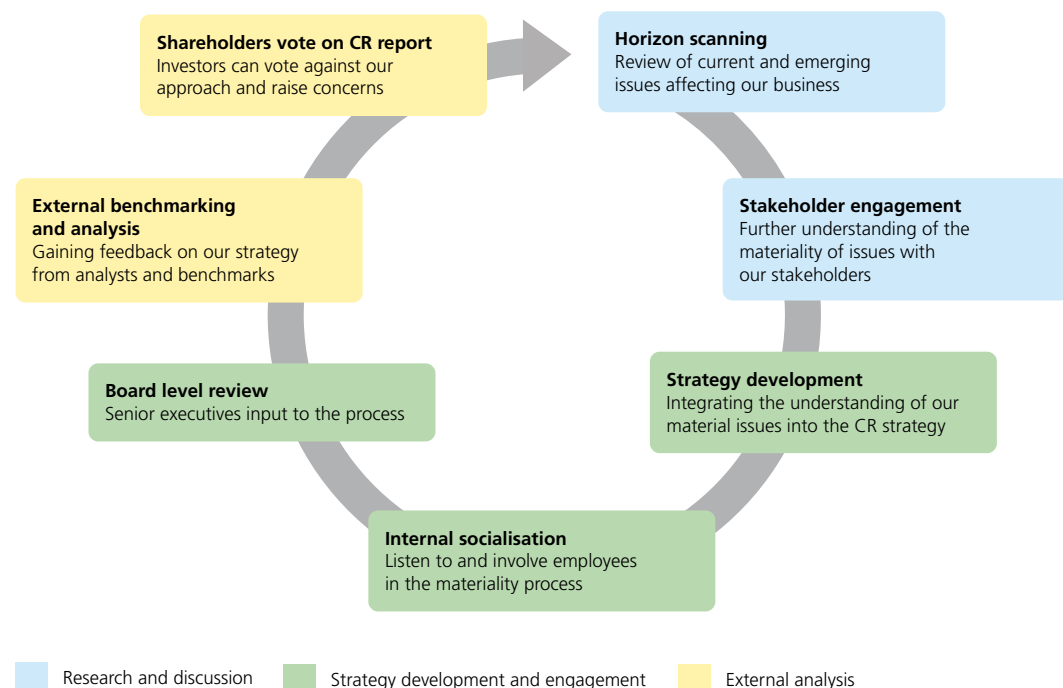 Shareholders vote on CR report
Investors can vote against our
approach and raise concerns
Horizon scanning
Review of current and emerging
issues affecting our business
External benchmarking
and analysis
Gaining feedback on our strategy
from analysts and benchmarks
Stakeholder engagement
Further understanding of the
materiality of issues with
our stakeholders
Board level review
Senior executives input to the process
Strategy development
Integrating the understanding of our
material issues into the CR strategy
Internal socialisation
Listen to and involve employees
in the materiality process
Research and discussion
Strategy development and engagement
External analysis